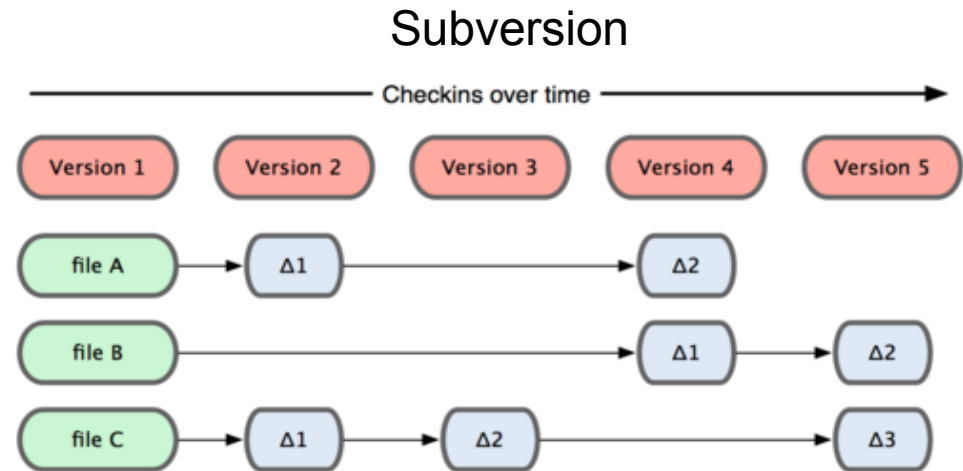 Subversion
Checkins over time
Version 1 Version 2 Version 3 Version 4 Version 5
file A Δ1 Δ2
file B Δ1 Δ2
file C Δ1 Δ2 Δ3